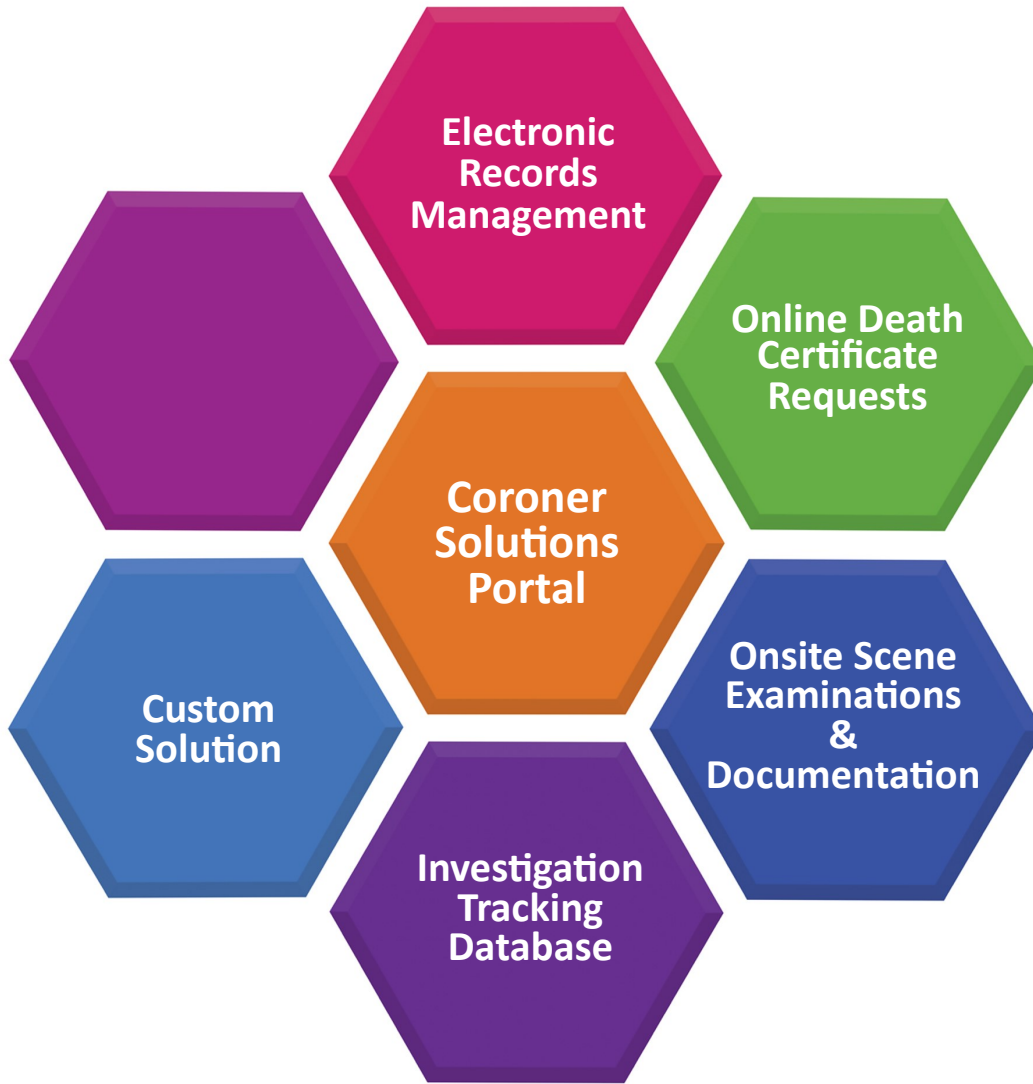 Electronic
Records
Management
Online Death
Certificate
Requests
Coroner
Solutions
Portal
Onsite Scene
Examinations
&
Documentation
Custom
Solution
Investigation
Tracking
Database